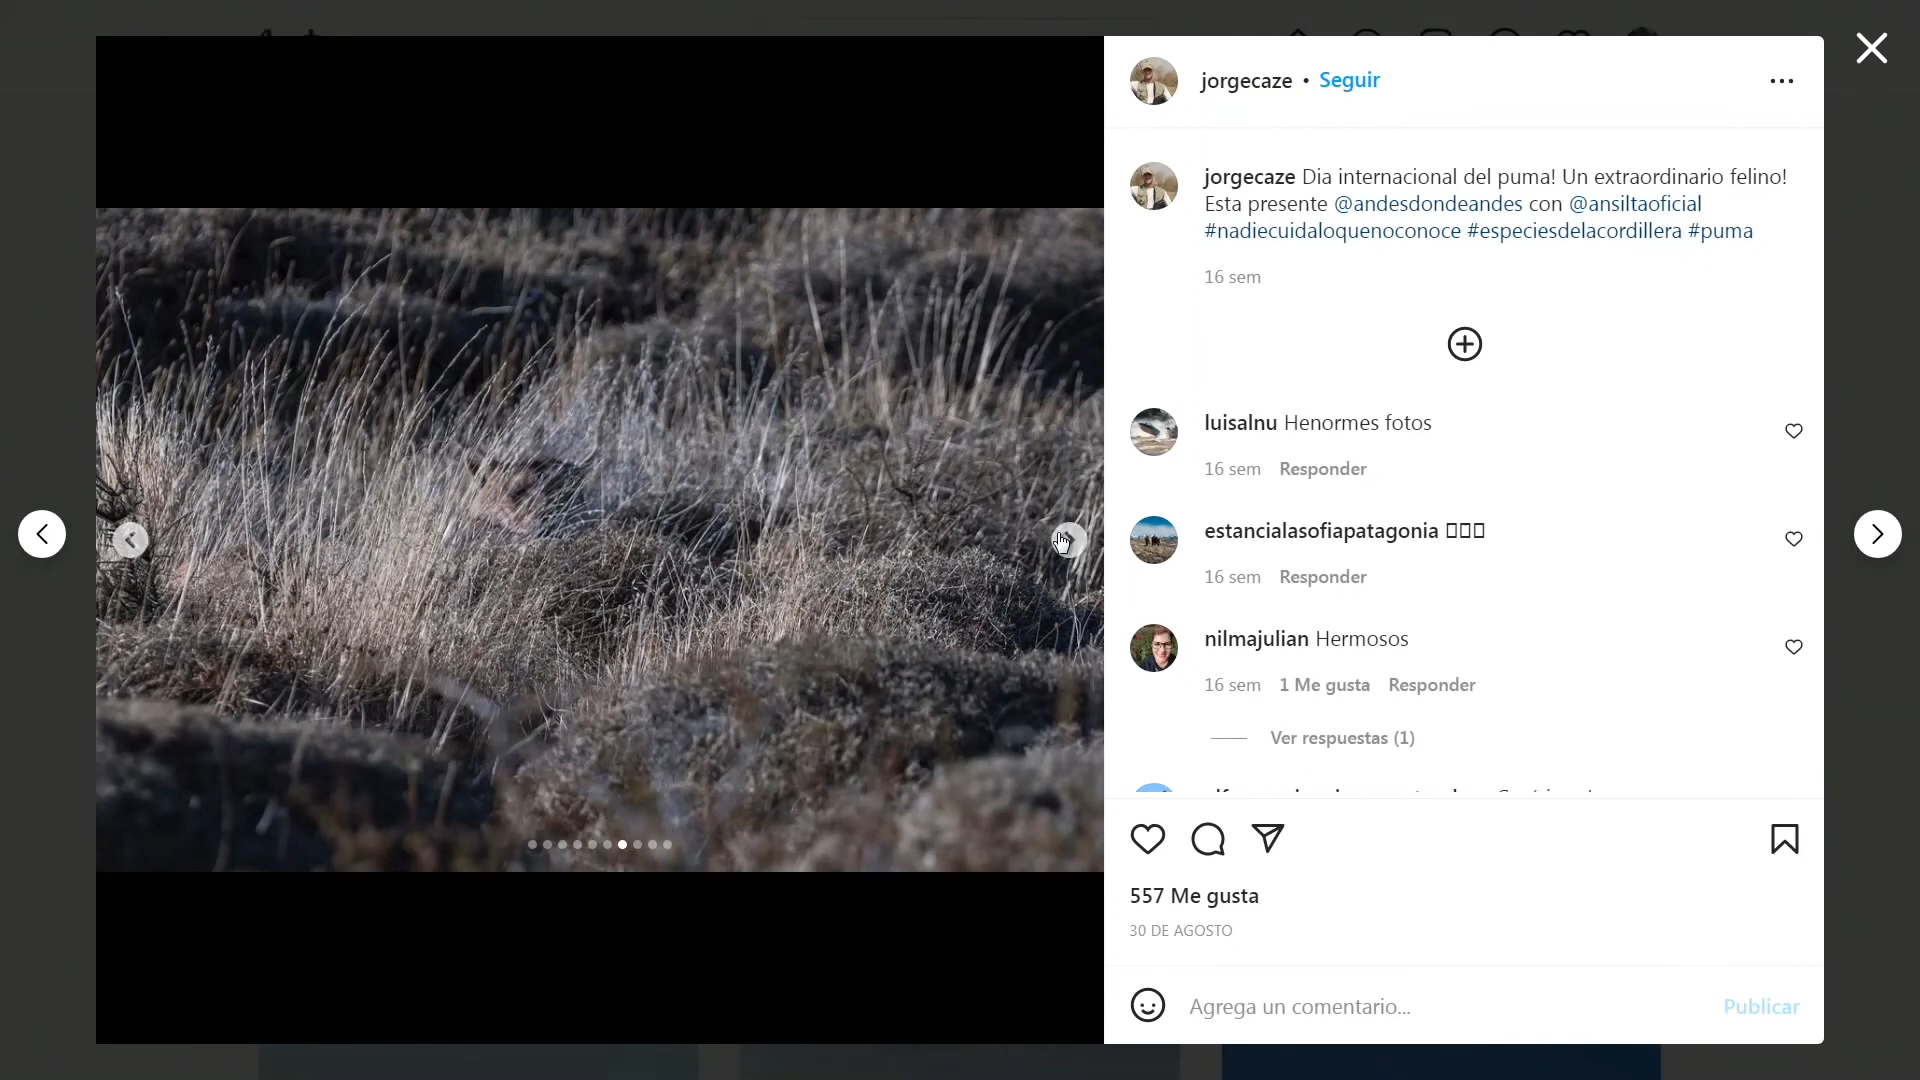 jorgecaze • Seguir
jorgecaze Dia internacional del puma! Un extraordinario felino!
Esta presente @andesdondeandes con @ansiltaoficial
#nadiecuidaloquenoconoce #especiesdelacordillera #puma
16 sem
luisalnu Henormes fotos
16 sem Responder
estancialasofiapatagonia
16 sem Responder
nilmajulian Hermosos
16 sem 1 Me gusta Responder
Ver respuestas (1)
557 Me gusta
30 DE AGOSTO
Agrega un comentario... Publicar